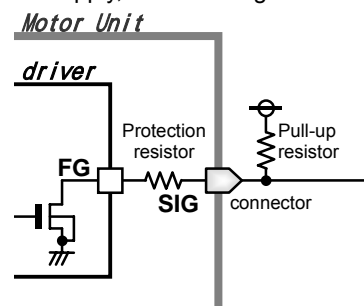 Motor Unit
driver
Protection
resistor
Pull-up
resistor
FG
SIG
connector